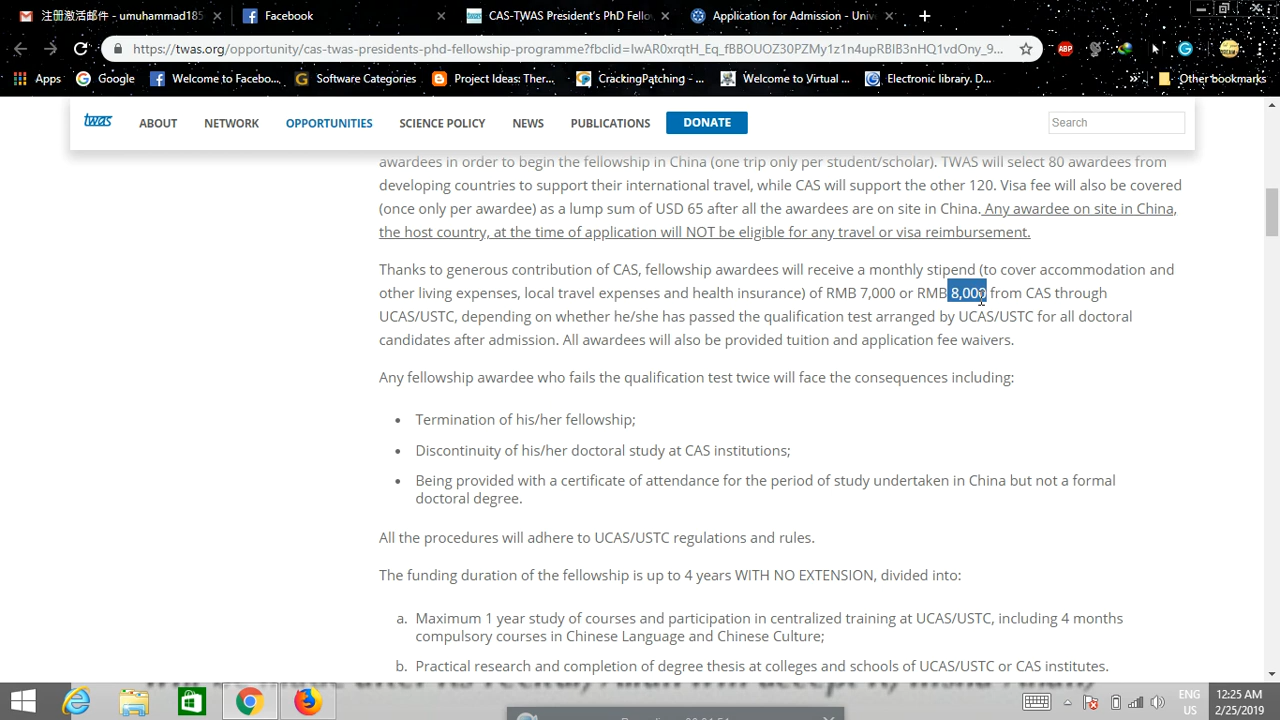 注册激活邮件 - umuhammad185
Facebook
CAS-TWAS President's PhD Fello
Application for Admission - Univ
https://twas.org/opportunity/cas-twas-presidents-phd-fellowship-programme?fbclid=IwAR0xrqtH_Eq_fBBOUOZ30PZMy1z1n4upRBIB3nHQ1vdOny_9...
ABP
Apps
Google
Welcome to Facebo...
Software Categories
Project Ideas: Ther...
CrackingPatching - ...
Welcome to Virtual ...
Electronic library. D...
»
Other bookmarks
twas
ABOUT
NETWORK
OPPORTUNITIES
SCIENCE POLICY
NEWS
PUBLICATIONS
DONATE
Search
awardees in order to begin the fellowship in China (one trip only per student/scholar). TWAS will select 80 awardees from
developing countries to support their international travel, while CAS will support the other 120. Visa fee will also be covered
(once only per awardee) as a lump sum of USD 65 after all the awardees are on site in China. Any awardee on site in China,
the host country, at the time of application will NOT be eligible for any travel or visa reimbursement.
Thanks to generous contribution of CAS, fellowship awardees will receive a monthly stipend (to cover accommodation and
other living expenses, local travel expenses and health insurance) of RMB 7,000 or RMB 8,000 from CAS through
UCAS/USTC, depending on whether he/she has passed the qualification test arranged by UCAS/USTC for all doctoral
candidates after admission. All awardees will also be provided tuition and application fee waivers.
Any fellowship awardee who fails the qualification test twice will face the consequences including:
• Termination of his/her fellowship;
• Discontinuity of his/her doctoral study at CAS institutions;
• Being provided with a certificate of attendance for the period of study undertaken in China but not a formal
doctoral degree.
All the procedures will adhere to UCAS/USTC regulations and rules.
The funding duration of the fellowship is up to 4 years WITH NO EXTENSION, divided into:
a. Maximum 1 year study of courses and participation in centralized training at UCAS/USTC, including 4 months
compulsory courses in Chinese Language and Chinese Culture;
b. Practical research and completion of degree thesis at colleges and schools of UCAS/USTC or CAS institutes.
ENG
US
12:25 AM
2/25/2019